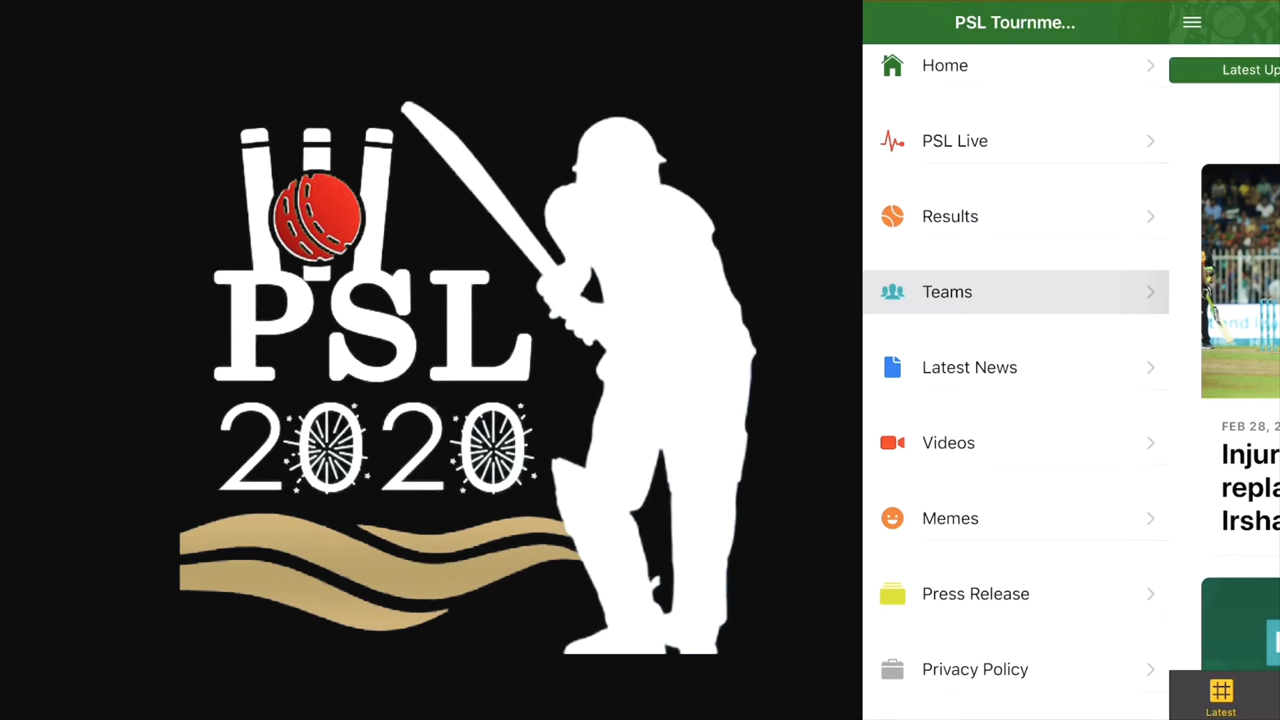 PSL
2020
PSL Tournme...
Home
PSL Live
Results
Teams
Latest News
Videos
Memes
Press Release
Privacy Policy
Latest Up
FEB 28, 2
Injur
repla
Irsha
Latest